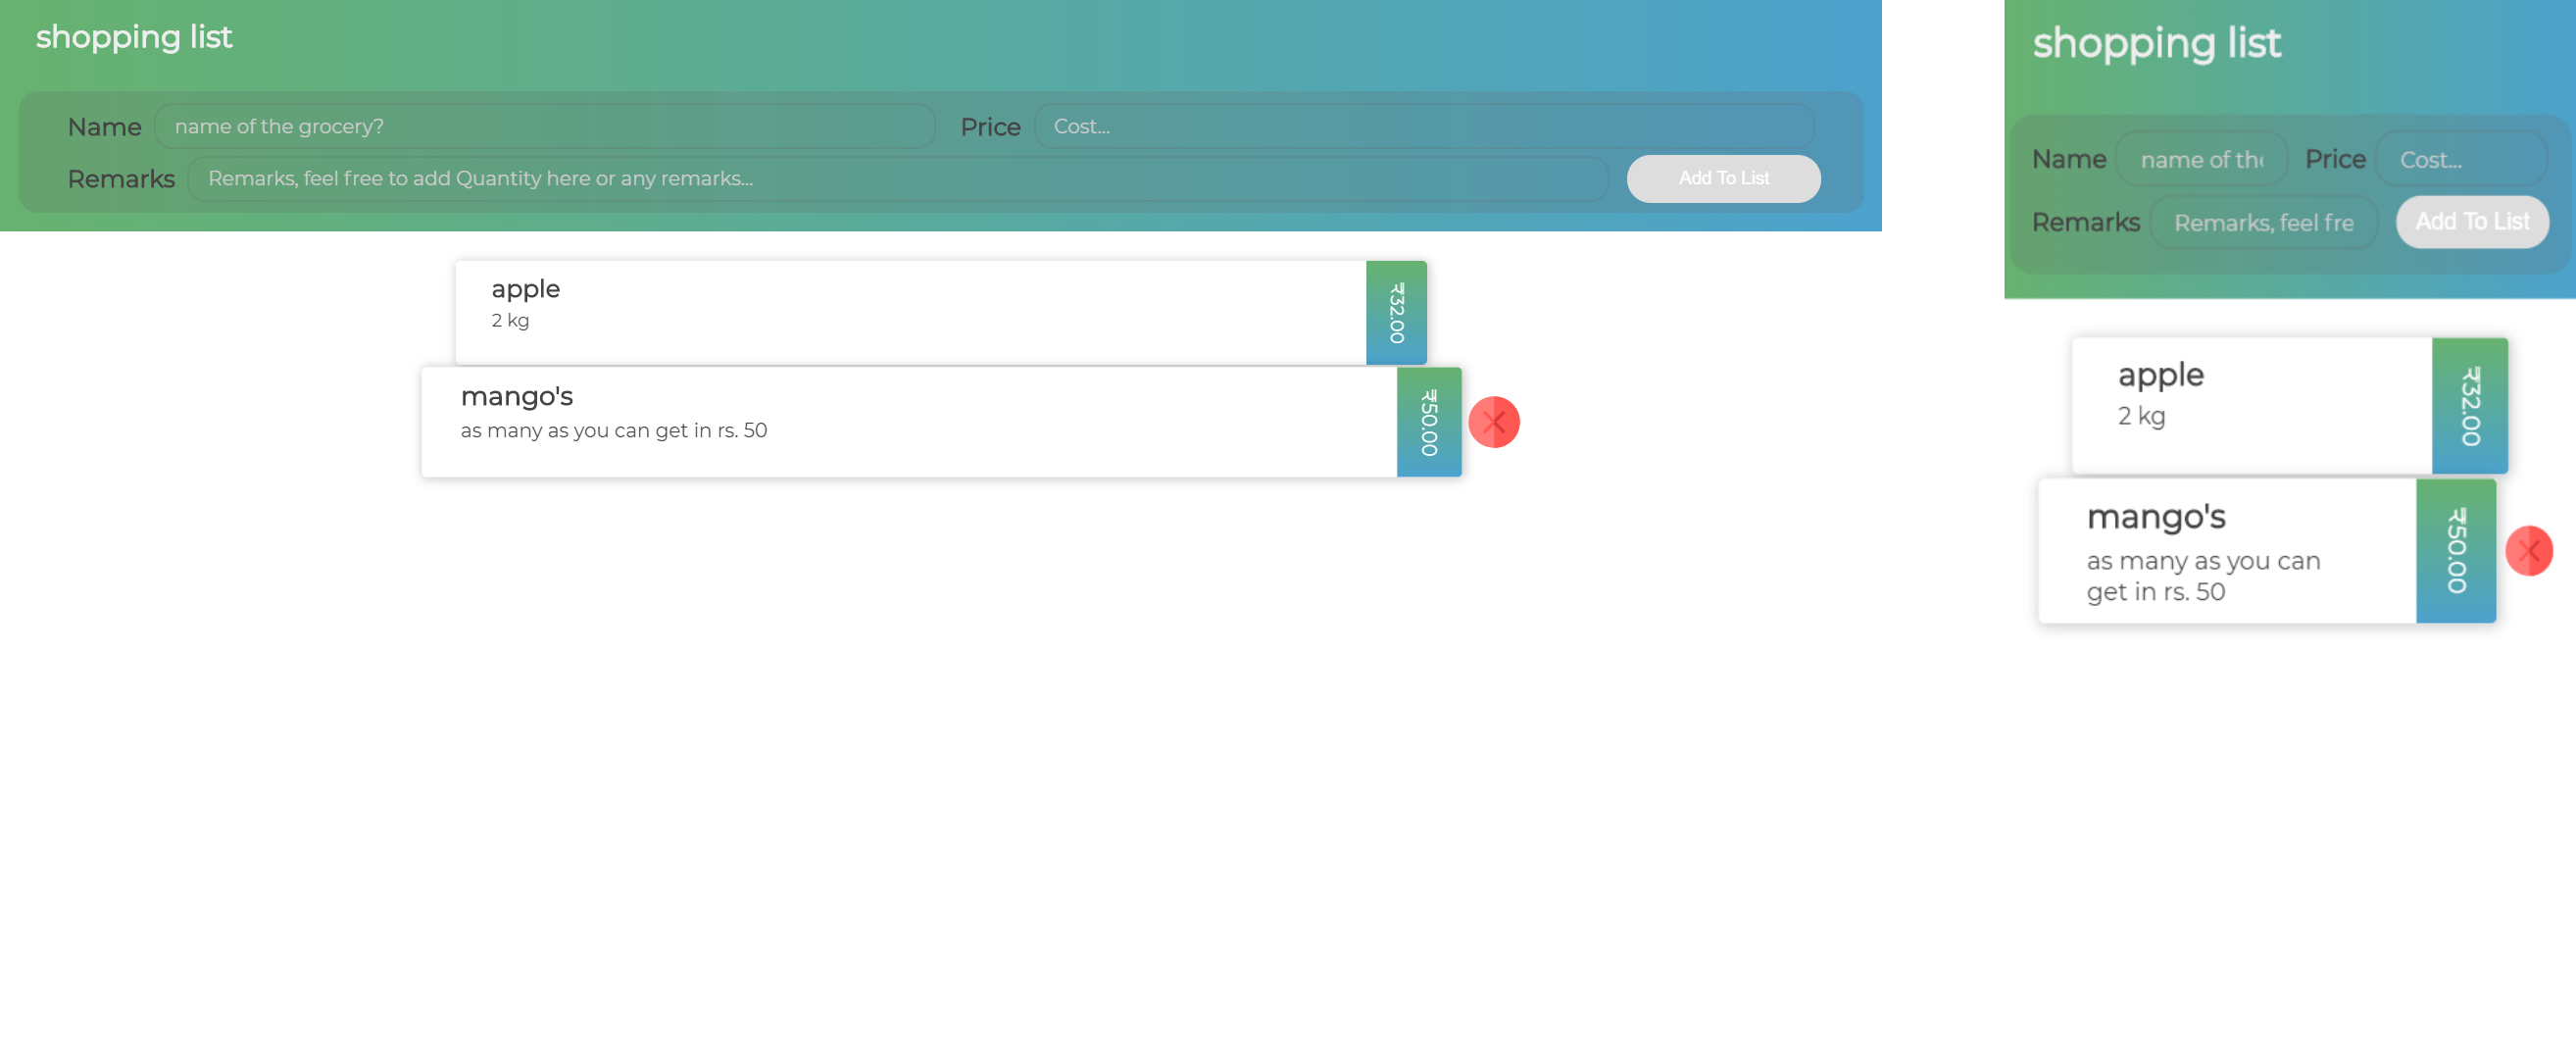 shopping list
Name name of the grocery? Price Cost...
Remarks Remarks, feel free to add Quantity here or any remarks... Add To List
apple
2 kg
₹32.00
mango's
as many as you can get in rs. 50
₹50.00
shopping list
Name name of the Price Cost...
Remarks Remarks, feel fre Add To List
apple
2 kg
₹32.00
mango's
as many as you can
get in rs. 50
₹50.00